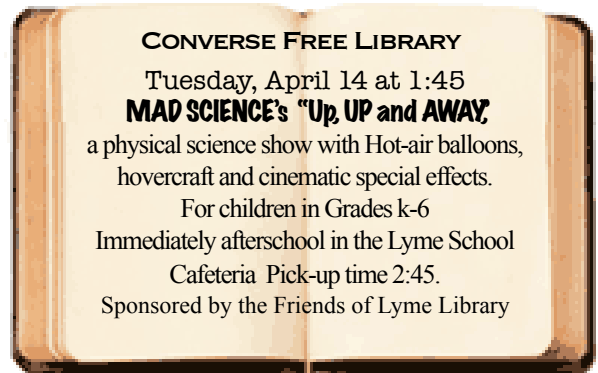 CONVERSE FREE LIBRARY
Tuesday, April 14 at 1:45
MAD SCIENCE's "Up, UP and AWAY,"
a physical science show with Hot-air balloons,
hovercraft and cinematic special effects.
For children in Grades k-6
Immediately afterschool in the Lyme School
Cafeteria Pick-up time 2:45.
Sponsored by the Friends of Lyme Library